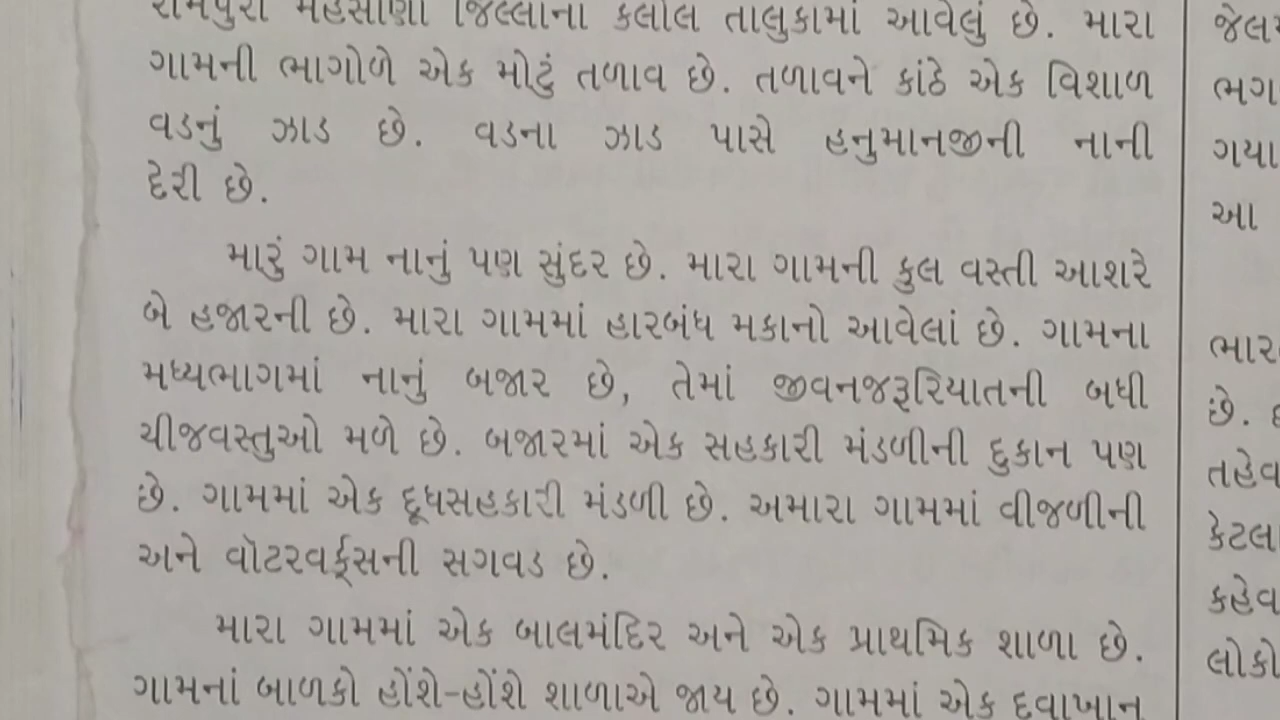 રામપુરા મહેસાણા જિલ્લાના કલોલ તાલુકામાં આવેલું છે. મારા
ગામની ભાગોળે એક મોટું તળાવ છે. તળાવને કાંઠે એક વિશાળ
વડનું ઝાડ છે. વડના ઝાડ પાસે હનુમાનજીની નાની
દેરી છે.
મારું ગામ નાનું પણ સુંદર છે. મારા ગામની કુલ વસ્તી આશરે
બે હજારની છે. મારા ગામમાં હારબંધ મકાનો આવેલાં છે. ગામના
મધ્યભાગમાં નાનું બજાર છે, તેમાં જીવનજરૂરિયાતની બધી
ચીજવસ્તુઓ મળે છે. બજારમાં એક સહકારી મંડળીની દુકાન પણ
છે. ગામમાં એક દૂધસહકારી મંડળી છે. અમારા ગામમાં વીજળીની
અને વૉટરવર્ક્સની સગવડ છે.
મારા ગામમાં એક બાલમંદિર અને એક પ્રાથમિક શાળા છે.
ગામનાં બાળકો હોંશે-હોંશે શાળાએ જાય છે. ગામમાં એક દવાખાન
ભગ
ગયા
આ
ભાર
છે.
તહેવ
કેટલ
કહેવ
લોકો